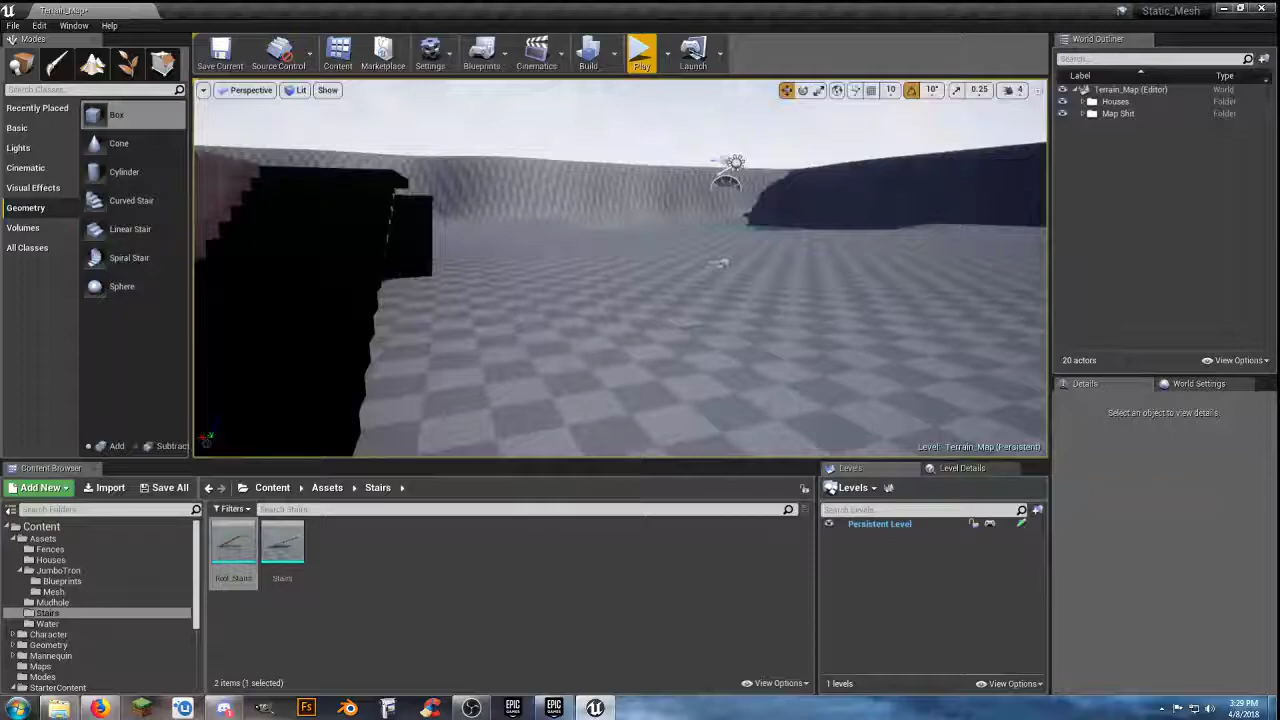 Terrain_Map*
Static_Mesh
File Edit Window Help
Modes
Save Current
Source Control
Content
Marketplace
Settings
Blueprints
Cinematics
Build
Play
Launch
World Outliner
Search...
Label Type
Terrain_Map (Editor) World
Houses Folder
Map Shit Folder
20 actors
View Options
Search Classes
Recently Placed
Basic
Lights
Cinematic
Visual Effects
Geometry
Volumes
All Classes
Box
Cone
Cylinder
Curved Stair
Linear Stair
Spiral Stair
Sphere
Add Subtract
Perspective Lit Show
10 10° 0.25 4
Level: Terrain_Map (Persistent)
Details World Settings
Select an object to view details.
Content Browser
Add New Import Save All
Content Assets Stairs
Search Folders
Filters Search Stairs
Content
Assets
Fences
Houses
JumboTron
Blueprints
Mesh
Mudhole
Stairs
Water
Character
Geometry
Mannequin
Maps
Modes
StarterContent
Roof_Stairs
Stairs
2 items (1 selected)
View Options
Levels Level Details
Levels
Search Levels
Persistent Level
1 levels
View Options
Fs
EPIC GAMES
EPIC GAMES
3:29 PM
4/8/2018